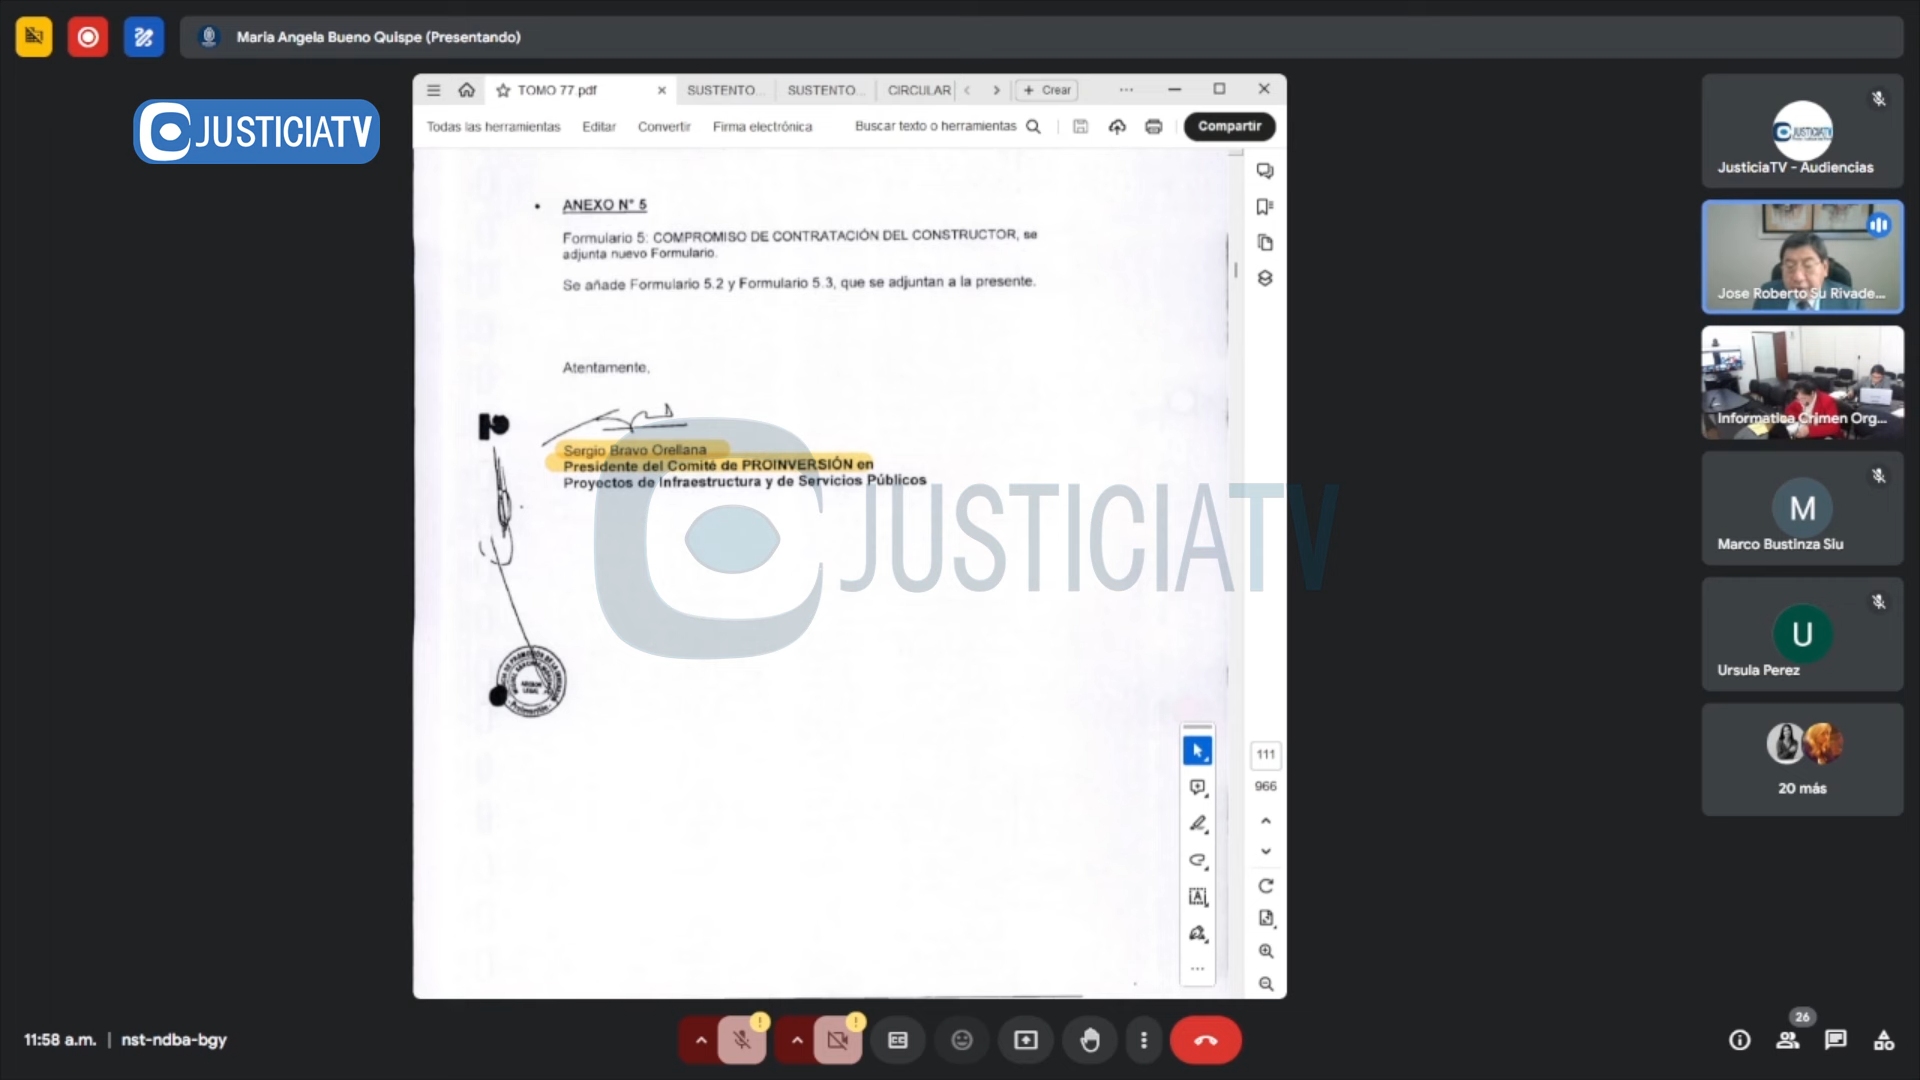 Maria Angela Bueno Quispe (Presentando)
JUSTICIATV
TOMO 77.pdf
SUSTENTO...
SUSTENTO...
CIRCULAR
Crear
Todas las herramientas
Editar
Convertir
Firma electrónica
Buscar texto o herramientas
Compartir
ANEXO N° 5
Formulario 5: COMPROMISO DE CONTRATACIÓN DEL CONSTRUCTOR, se
adjunta nuevo Formulario.
Se añade Formulario 5.2 y Formulario 5.3, que se adjuntan a la presente.
Atentamente,
Sergio Bravo Orellana
Presidente del Comité de PROINVERSIÓN en
Proyectos de Infraestructura y de Servicios Públicos
JUSTICIATV
111
966
JUSTICIATV
JusticiaTV - Audiencias
Jose Roberto Su Rivade...
Informatica Crimen Org...
M
Marco Bustinza Siu
U
Ursula Perez
20 más
11:58 a.m. | nst-ndba-bgy
26